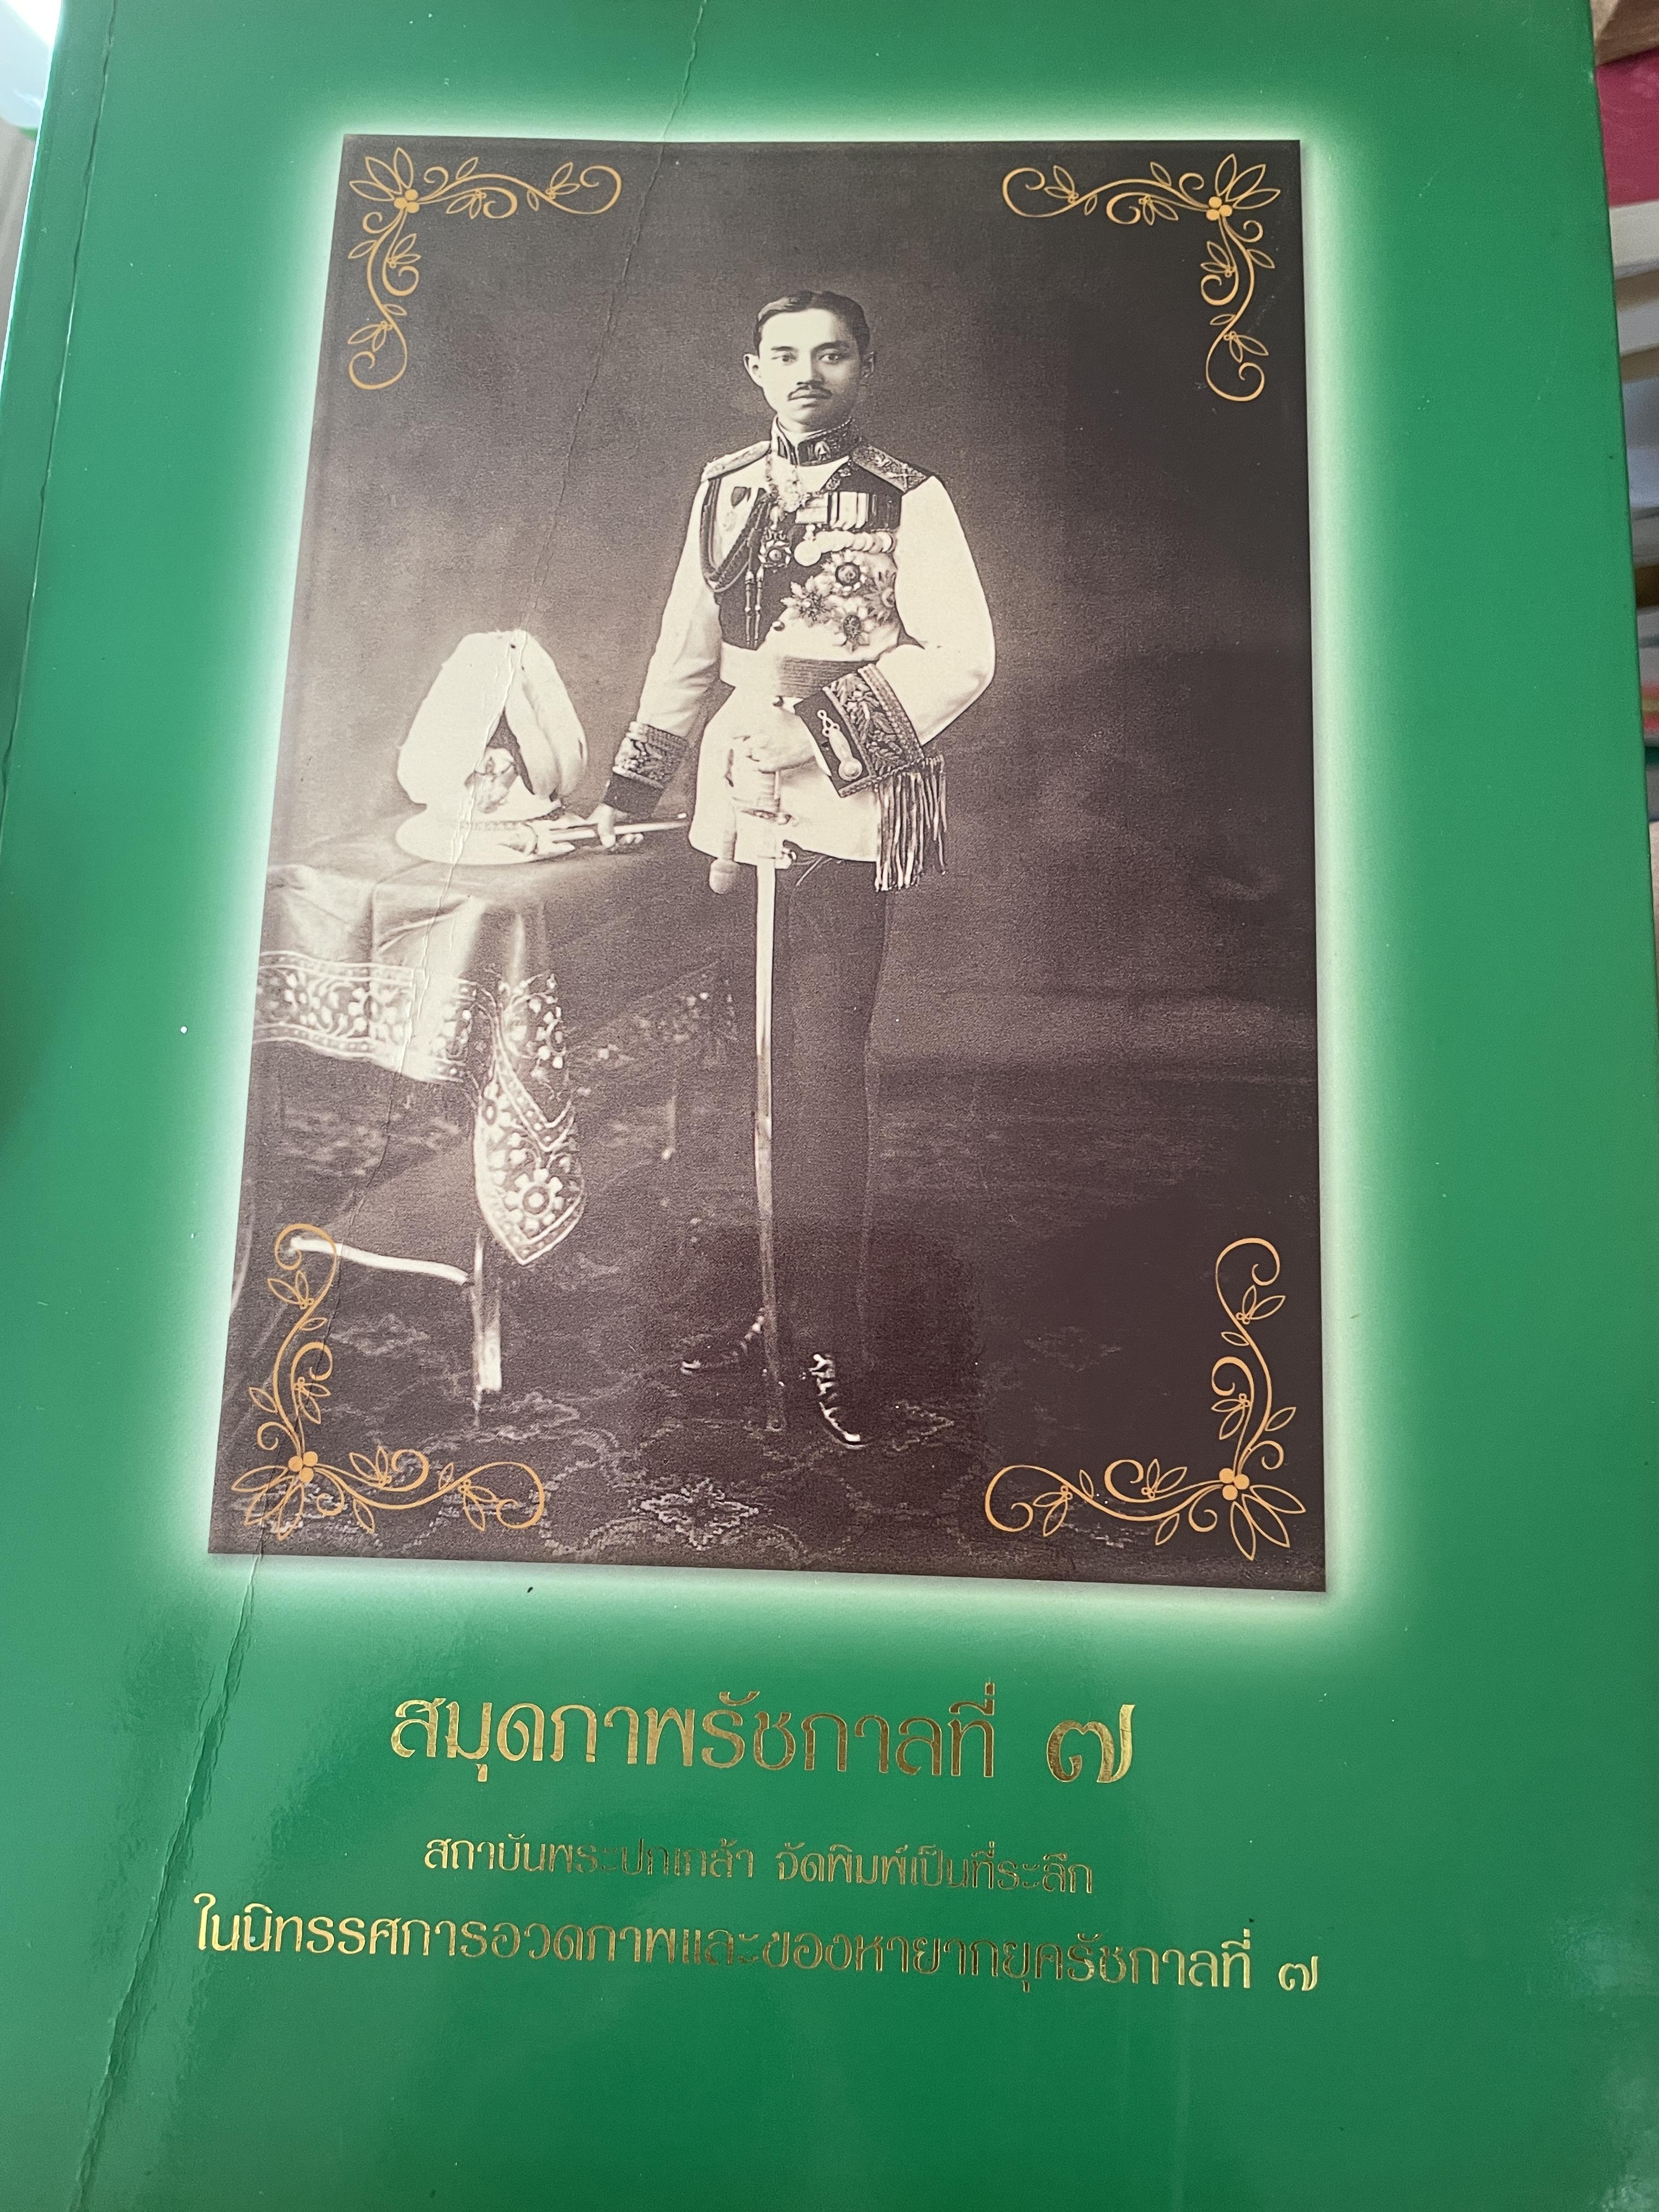 สมุดภาพรัชกาลที่ ๗
สถาบันพระปกเกล้า จัดพิมพ์เป็นที่ระลึก
ในนิทรรศการอวดภาพและของหายากยุครัชกาลที่ ๗